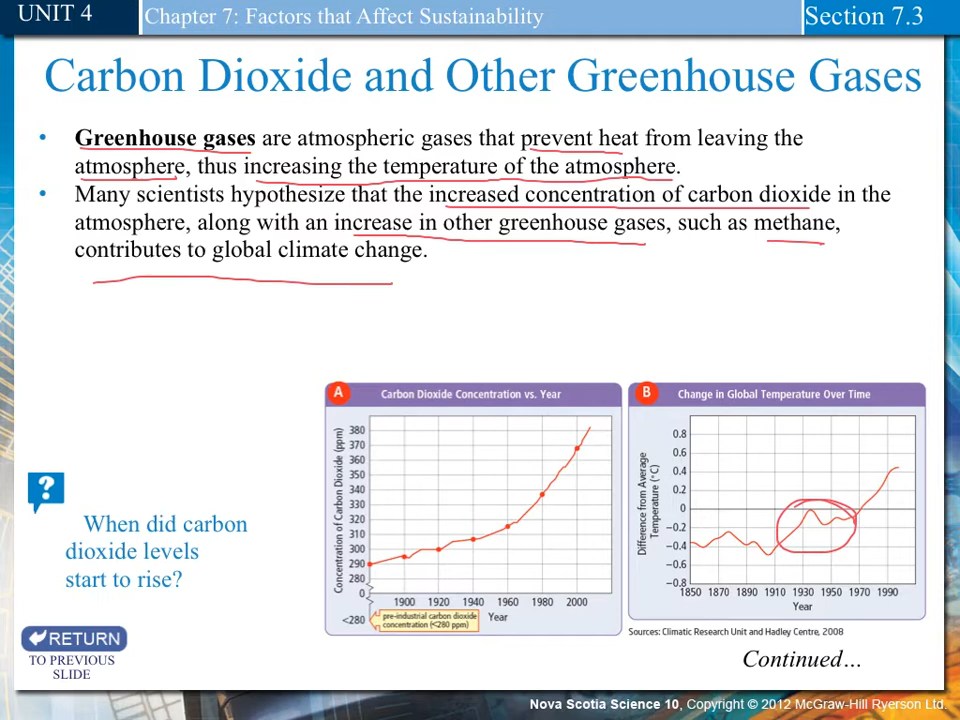 UNIT 4
Chapter 7: Factors that Affect Sustainability
Section 7.3
Carbon Dioxide and Other Greenhouse Gases
• Greenhouse gases are atmospheric gases that prevent heat from leaving the
atmosphere, thus increasing the temperature of the atmosphere.
• Many scientists hypothesize that the increased concentration of carbon dioxide in the
atmosphere, along with an increase in other greenhouse gases, such as methane,
contributes to global climate change.
?
When did carbon
dioxide levels
start to rise?
RETURN
TO PREVIOUS
SLIDE
A
Carbon Dioxide Concentration vs. Year
Concentration of Carbon Dioxide (ppm)
380
370
360
350
340
330
320
310
300
290
280
0
<280
1900 1920 1940 1960 1980 2000
Year
pre-industrial carbon dioxide
concentration (<280 ppm)
B
Change in Global Temperature Over Time
Difference from Average
Temperature (°C)
0.8
0.6
0.4
0.2
0
−0.2
−0.4
−0.6
−0.8
1850 1870 1890 1910 1930 1950 1970 1990
Year
Sources: Climatic Research Unit and Hadley Centre, 2008
Continued…
Nova Scotia Science 10, Copyright © 2012 McGraw-Hill Ryerson Ltd.